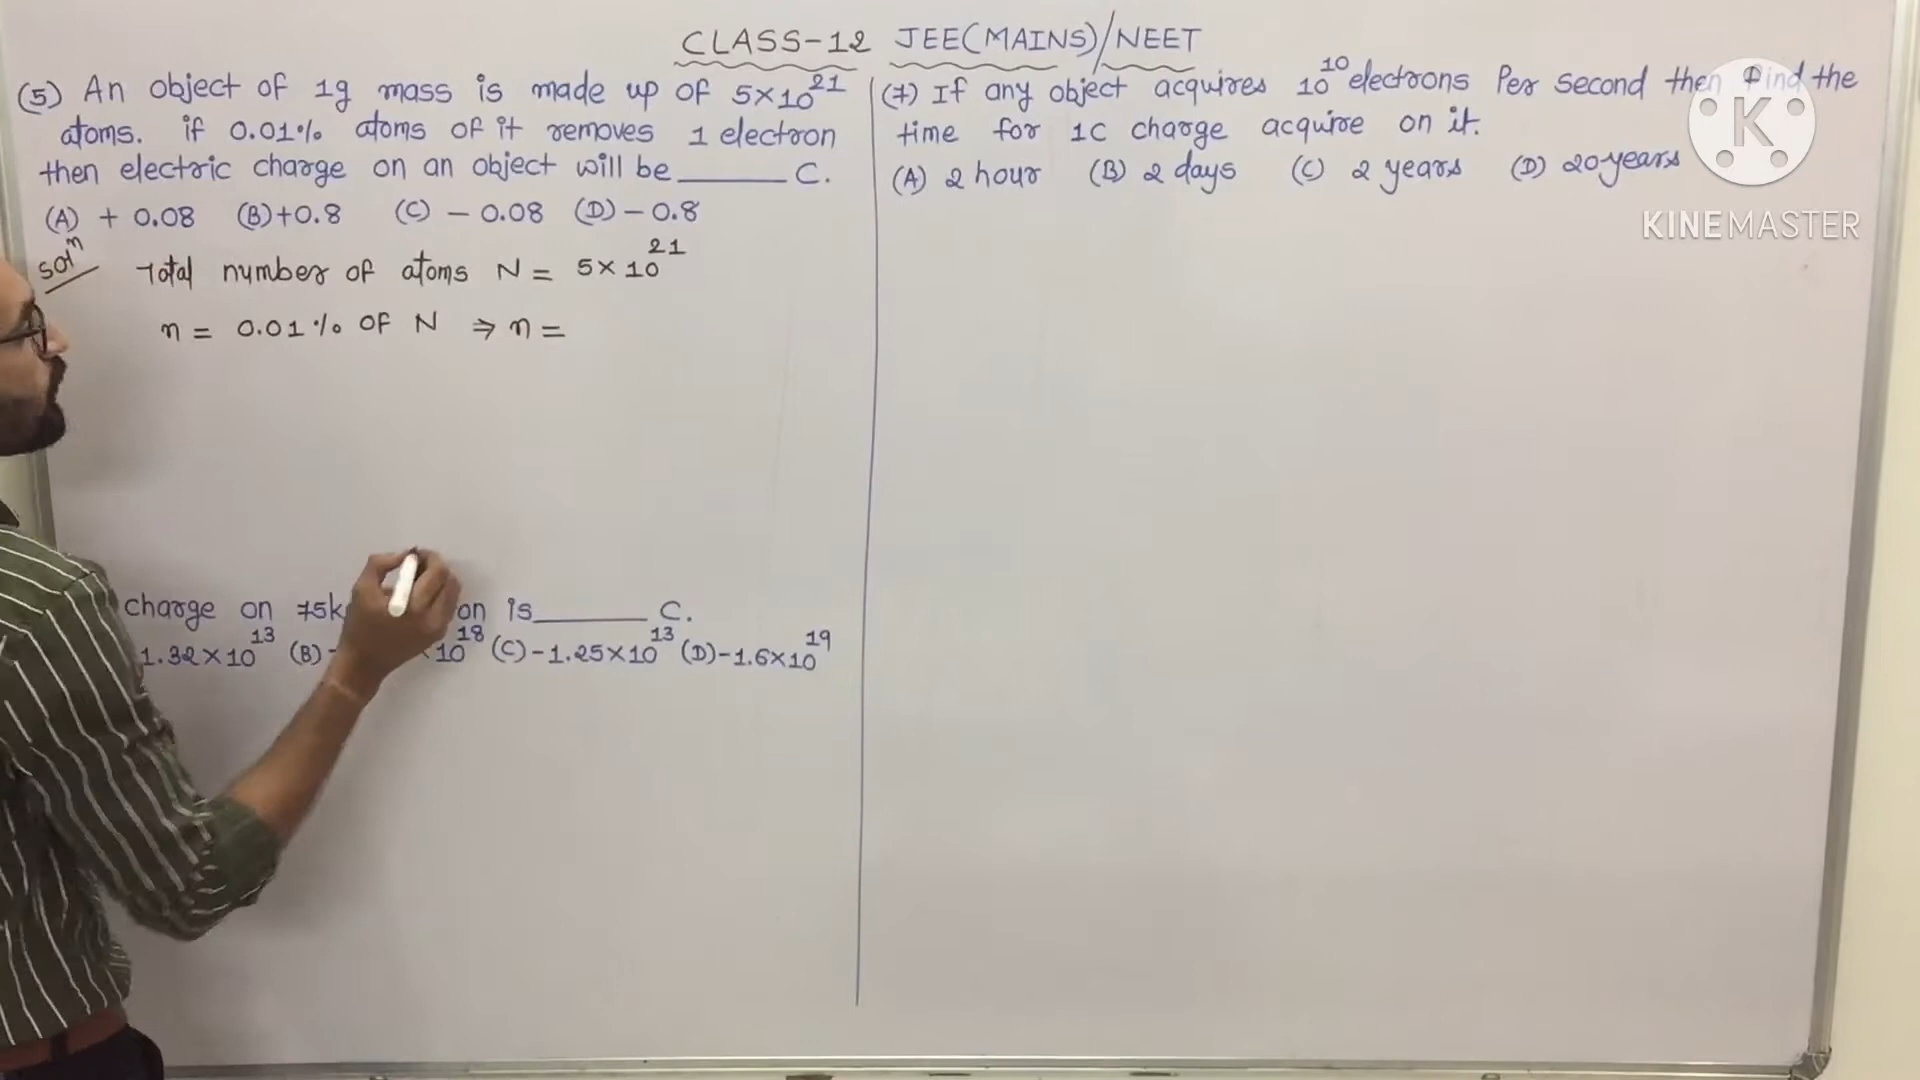 CLASS-12 JEE(MAINS)/NEET
(5) An object of 1g mass is made up of 5×10²¹
atoms. if 0.01% atoms of it removes 1 electron
then electric charge on an object will be______ C.
(A) + 0.08 (B)+0.8 (C) – 0.08 (D) – 0.8
solⁿ Total number of atoms N = 5×10²¹
n = 0.01% OF N ⇒ n =
charge on 75k on is______ C.
1.32×10¹³ (B)- ×10¹⁸ (C) -1.25×10¹³ (D) -1.6×10¹⁹
(7) If any object acquires 10¹⁰ electrons Per second then find the
time for 1C charge acquire on it.
(A) 2 hour (B) 2 days (C) 2 years (D) 20 years
K
KINEMASTER